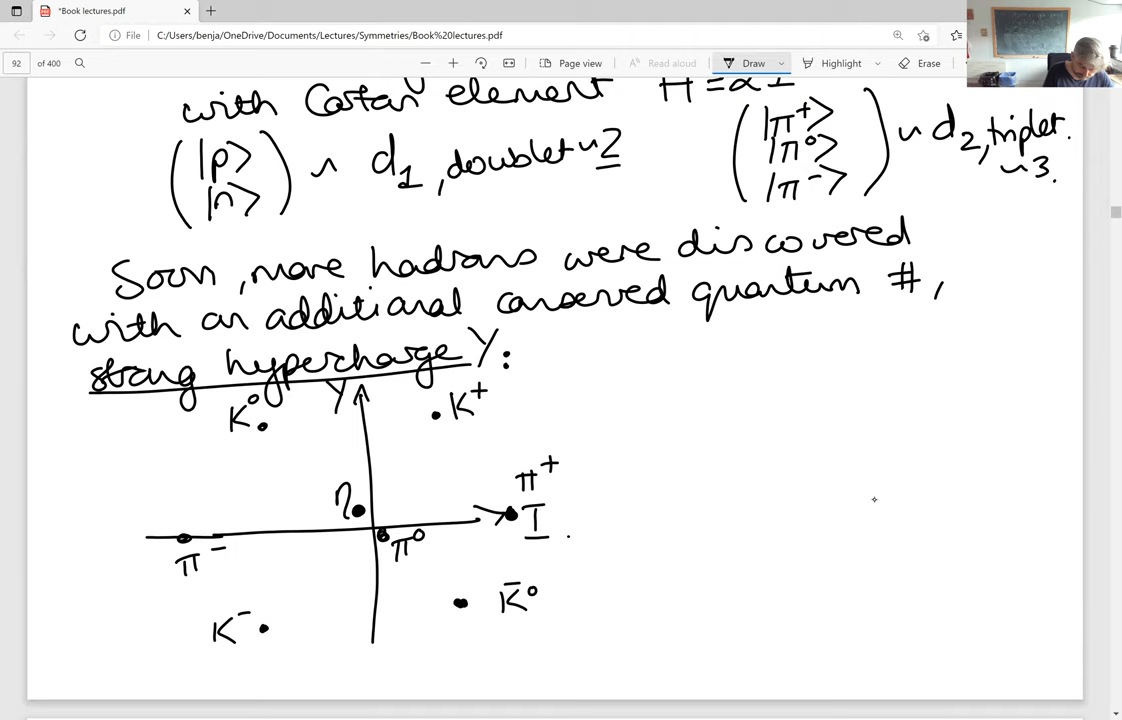 *Book lectures.pdf
File
C:/Users/benja/OneDrive/Documents/Lectures/Symmetries/Book%20lectures.pdf
92 of 400
Page view
Read aloud
Draw
Highlight
Erase
with Cartan element H = αI
(|p> |n>) ~ d1, doublet ~ 2
(|π+> |π0> |π-> ) ~ d2, triplet. ~ 3.
Soon, more hadrons were discovered
with an additional conserved quantum #,
strong hypercharge Y:
K0 Y K+
π+
η I
π- π0
K̄0
K-